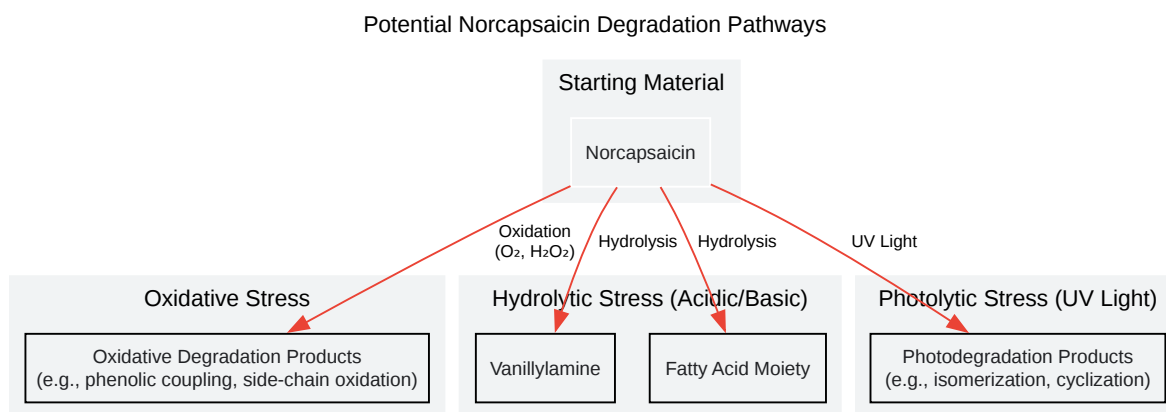 Potential Norcapsaicin Degradation Pathways
Starting Material
Norcapsaicin
Oxidation
(O₂, H₂O₂)
Hydrolysis
Hydrolysis
UV Light
Oxidative Stress
Hydrolytic Stress (Acidic/Basic)
Photolytic Stress (UV Light)
Oxidative Degradation Products
(e.g., phenolic coupling, side-chain oxidation)
Vanillylamine
Fatty Acid Moiety
Photodegradation Products
(e.g., isomerization, cyclization)